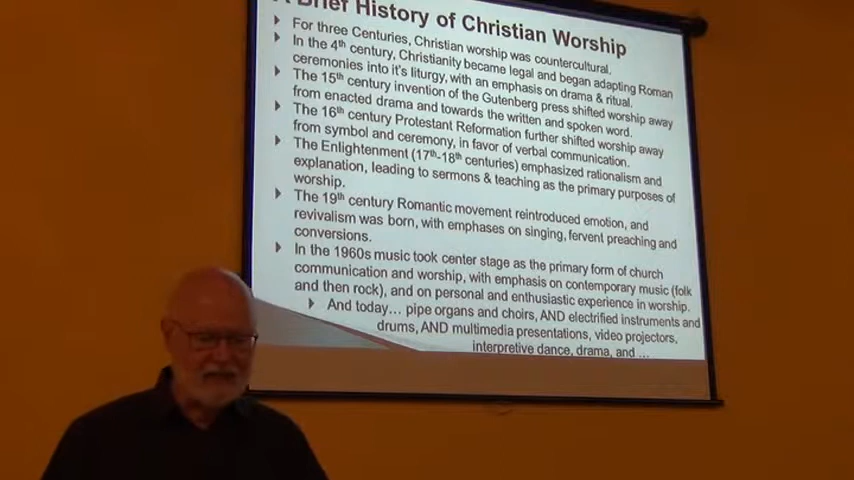 A Brief History of Christian Worship
For three Centuries, Christian worship was countercultural.
In the 4th century, Christianity became legal and began adapting Roman
ceremonies into it's liturgy, with an emphasis on drama & ritual.
The 15th century invention of the Gutenberg press shifted worship away
from enacted drama and towards the written and spoken word.
The 16th century Protestant Reformation further shifted worship away
from symbol and ceremony, in favor of verbal communication.
The Enlightenment (17th-18th centuries) emphasized rationalism and
explanation, leading to sermons & teaching as the primary purposes of
worship.
The 19th century Romantic movement reintroduced emotion, and
revivalism was born, with emphases on singing, fervent preaching and
conversions.
In the 1960s music took center stage as the primary form of church
communication and worship, with emphasis on contemporary music (folk
and then rock), and on personal and enthusiastic experience in worship.
And today... pipe organs and choirs, AND electrified instruments and
drums, AND multimedia presentations, video projectors,
interpretive dance, drama, and ...